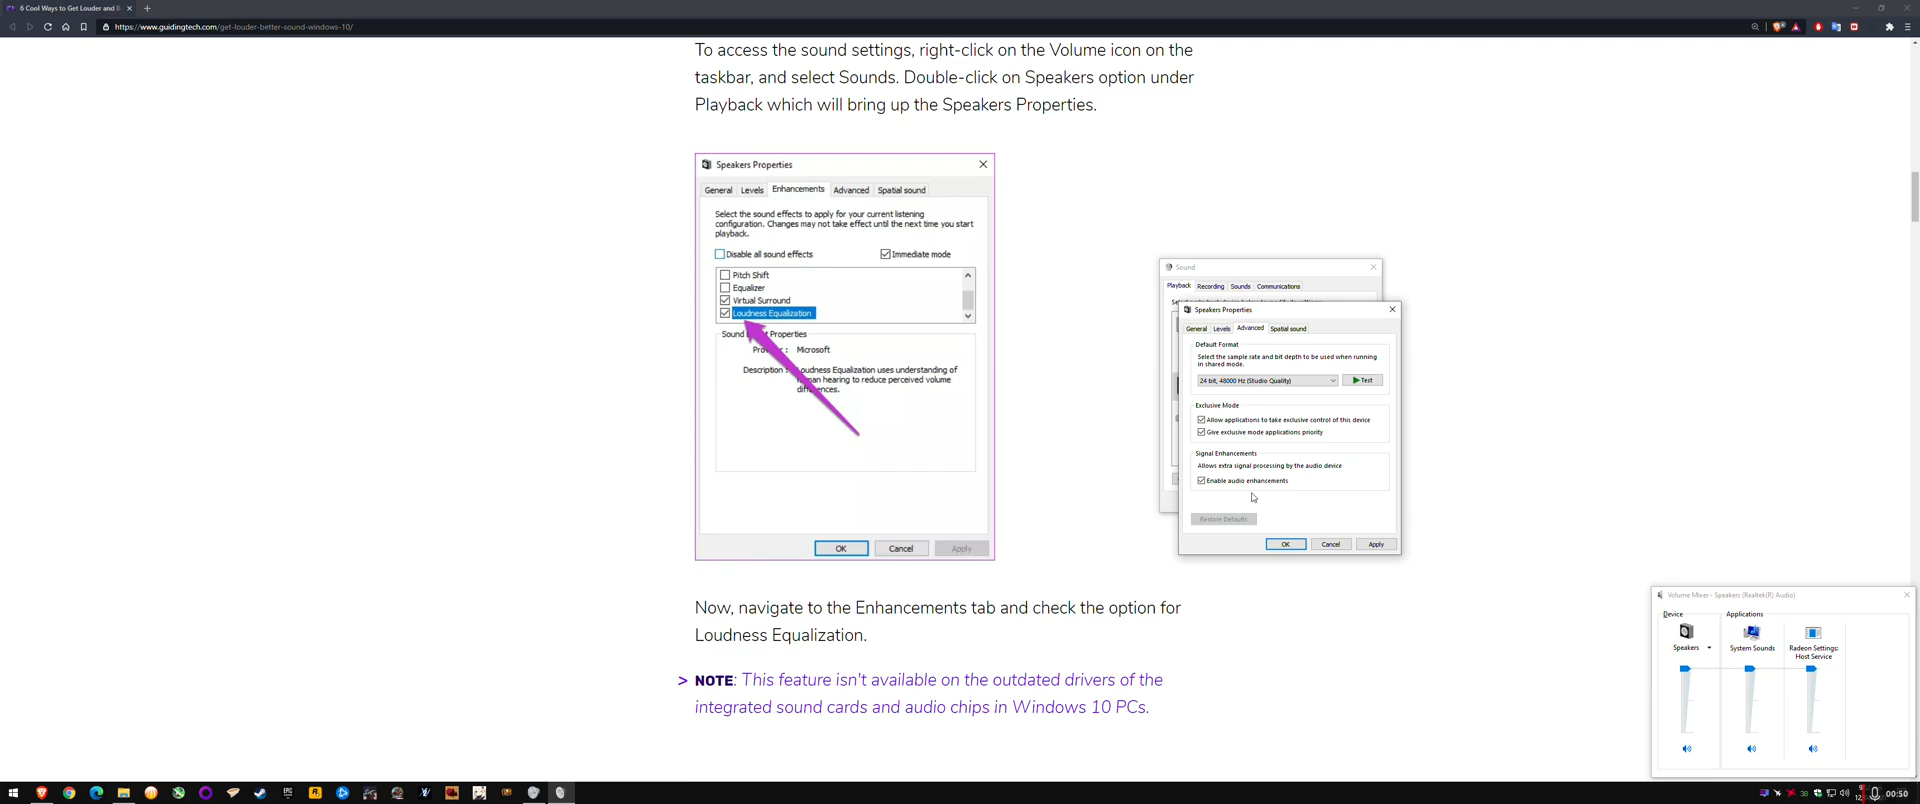 6 Cool Ways to Get Louder and B
https://www.guidingtech.com/get-louder-better-sound-windows-10/
To access the sound settings, right-click on the Volume icon on the
taskbar, and select Sounds. Double-click on Speakers option under
Playback which will bring up the Speakers Properties.
Speakers Properties
General Levels Enhancements Advanced Spatial sound
Select the sound effects to apply for your current listening
configuration. Changes may not take effect until the next time you start
playback.
Disable all sound effects
Immediate mode
Pitch Shift
Equalizer
Virtual Surround
Loudness Equalization
Sound Properties
Microsoft
Description
Loudness Equalization uses understanding of
hearing to reduce perceived volume
OK Cancel Apply
Sound
Playback Recording Sounds Communications
Speakers Properties
General Levels Advanced Spatial sound
Default Format
Select the sample rate and bit depth to be used when running
in shared mode.
24 bit, 48000 Hz (Studio Quality)
Test
Exclusive Mode
Allow applications to take exclusive control of this device
Give exclusive mode applications priority
Signal Enhancements
Allows extra signal processing by the audio device
Enable audio enhancements
Restore Defaults
OK Cancel Apply
Now, navigate to the Enhancements tab and check the option for
Loudness Equalization.
> NOTE: This feature isn't available on the outdated drivers of the
integrated sound cards and audio chips in Windows 10 PCs.
Volume Mixer - Speakers (Realtek(R) Audio)
Device Applications
Speakers
System Sounds
Radeon Settings:
Host Service
38
00:50